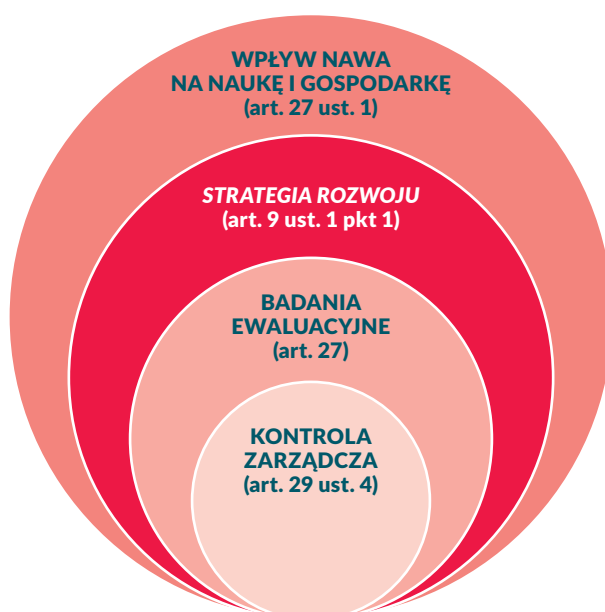 WPŁYW NAWA
NA NAUKĘ I GOSPODARKĘ
(art. 27 ust. 1)
STRATEGIA ROZWOJU
(art. 9 ust. 1 pkt 1)
BADANIA
EWALUACYJNE
(art. 27)
KONTROLA
ZARZĄDCZA
(art. 29 ust. 4)